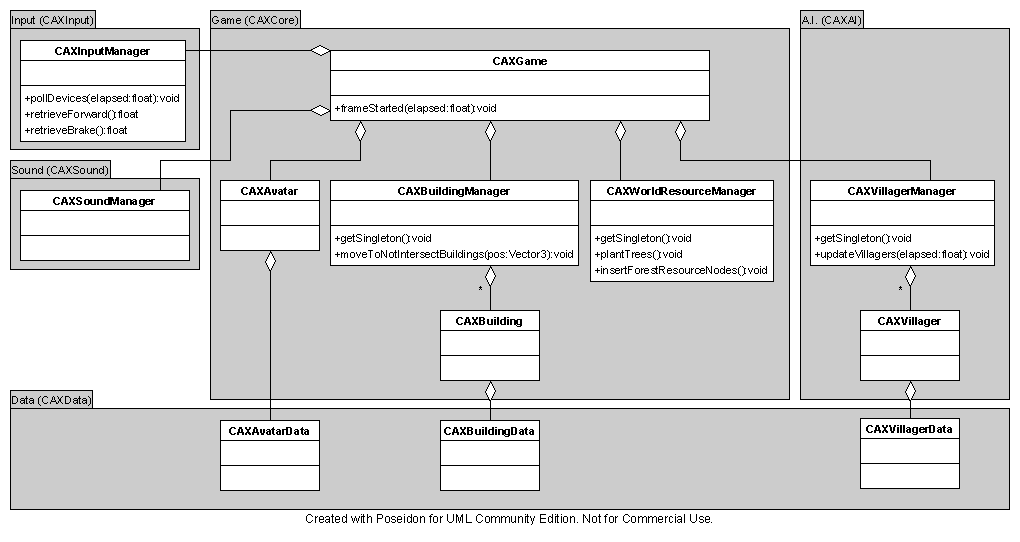 Input (CAXInput)
CAXInputManager
+pollDevices(elapsed:float):void
+retrieveForward():float
+retrieveBrake():float
Sound (CAXSound)
CAXSoundManager
Game (CAXCore)
CAXGame
+frameStarted(elapsed:float):void
CAXAvatar
CAXBuildingManager
+getSingleton():void
+moveToNotIntersectBuildings(pos:Vector3):void
*
CAXBuilding
CAXWorldResourceManager
+getSingleton():void
+plantTrees():void
+insertForestResourceNodes():void
A.I. (CAXAI)
CAXVillagerManager
+getSingleton():void
+updateVillagers(elapsed:float):void
*
CAXVillager
Data (CAXData)
CAXAvatarData
CAXBuildingData
CAXVillagerData
Created with Poseidon for UML Community Edition. Not for Commercial Use.